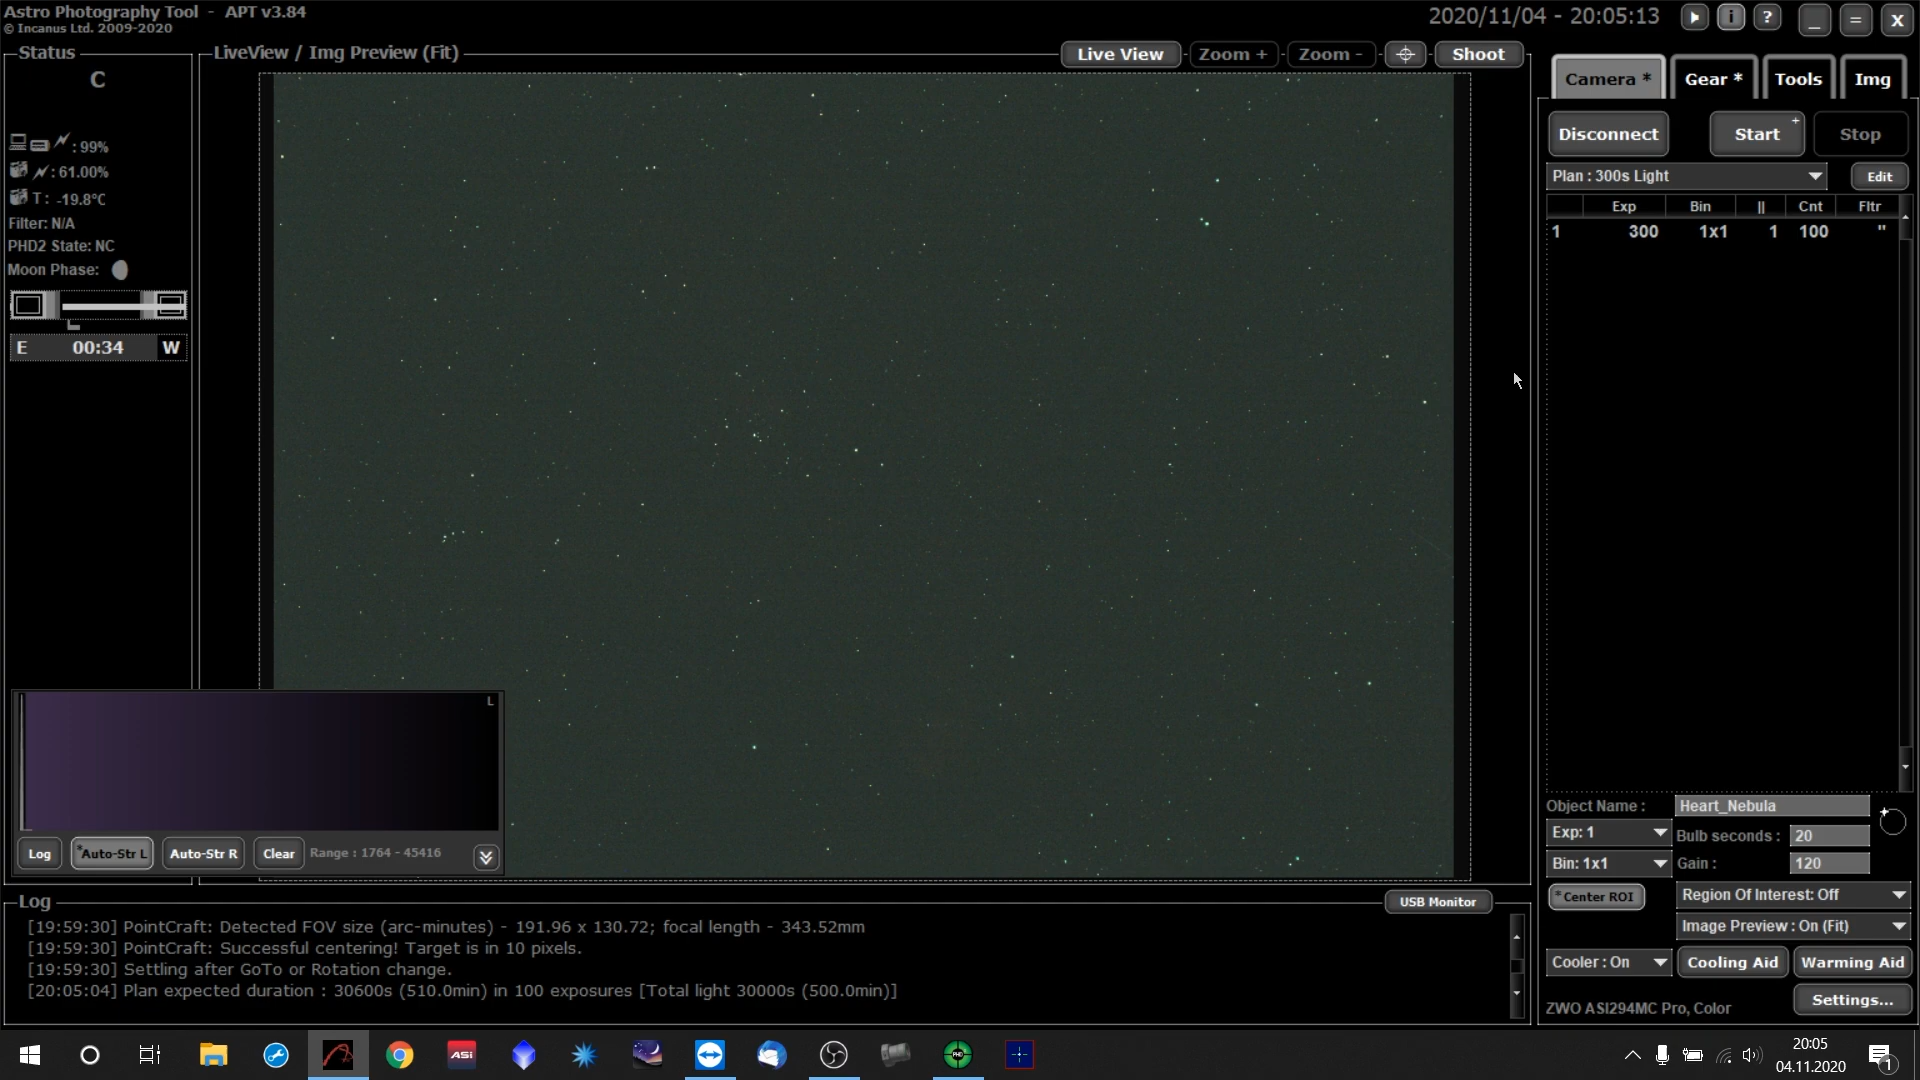 Astro Photography Tool - APT v3.84
© Incanus Ltd. 2009-2020
2020/11/04 - 20:05:13
i ? _ = X
Status
C
: 99%
: 61.00%
T: -19.8°C
Filter: N/A
PHD2 State: NC
Moon Phase:
E 00:34 W
LiveView / Img Preview (Fit)
Live View Zoom + Zoom - Shoot
L
Log *Auto-Str L Auto-Str R Clear Range : 1764 - 45416
Camera * Gear * Tools Img
Disconnect Start + Stop
Plan : 300s Light Edit
Exp Bin || Cnt Fltr
1 300 1x1 1 100 "
Object Name : Heart_Nebula
Exp: 1 Bulb seconds : 20
Bin: 1x1 Gain : 120
*Center ROI Region Of Interest: Off
Image Preview : On (Fit)
Cooler : On Cooling Aid Warming Aid
ZWO ASI294MC Pro, Color Settings...
Log USB Monitor
[19:59:30] PointCraft: Detected FOV size (arc-minutes) - 191.96 x 130.72; focal length - 343.52mm
[19:59:30] PointCraft: Successful centering! Target is in 10 pixels.
[19:59:30] Settling after GoTo or Rotation change.
[20:05:04] Plan expected duration : 30600s (510.0min) in 100 exposures [Total light 30000s (500.0min)]
ASI
PHD
20:05
04.11.2020
1